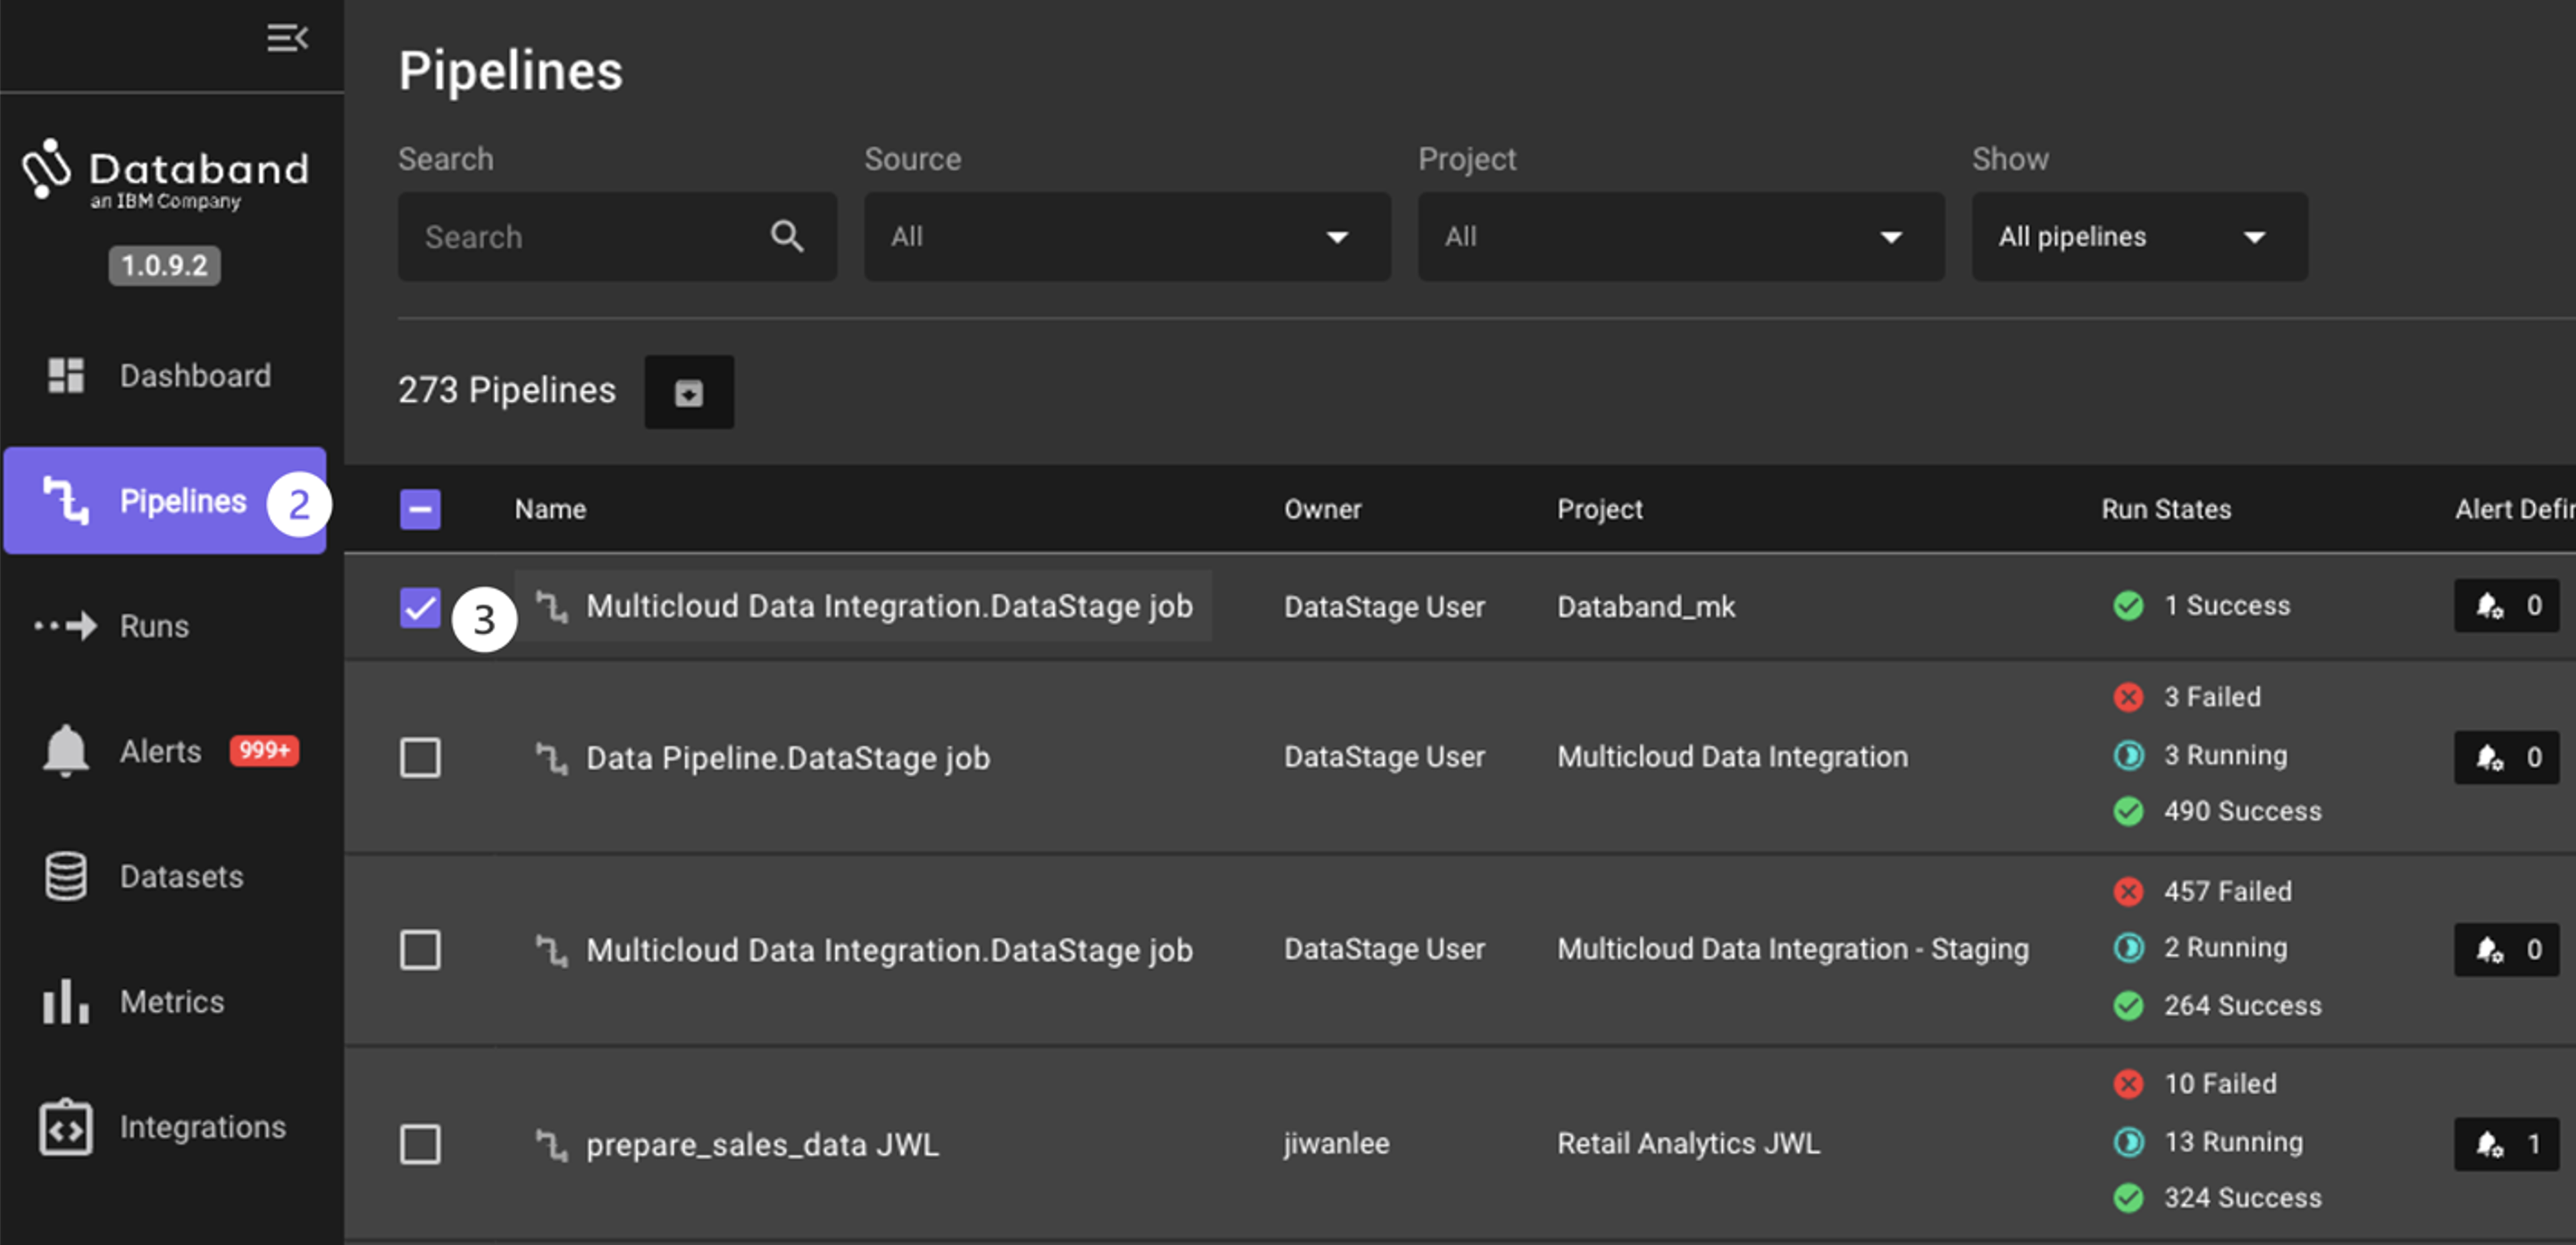 Databand
an IBM Company
1.0.9.2
Dashboard
Pipelines 2
Runs
Alerts 999+
Datasets
Metrics
Integrations
Pipelines
Search Source Project Show
Search All All All pipelines
273 Pipelines
Name Owner Project Run States Alert Defin
3 Multicloud Data Integration.DataStage job DataStage User Databand_mk 1 Success 0
3 Failed
Data Pipeline.DataStage job DataStage User Multicloud Data Integration 3 Running 0
490 Success
457 Failed
Multicloud Data Integration.DataStage job DataStage User Multicloud Data Integration - Staging 2 Running 0
264 Success
10 Failed
prepare_sales_data JWL jiwanlee Retail Analytics JWL 13 Running 1
324 Success